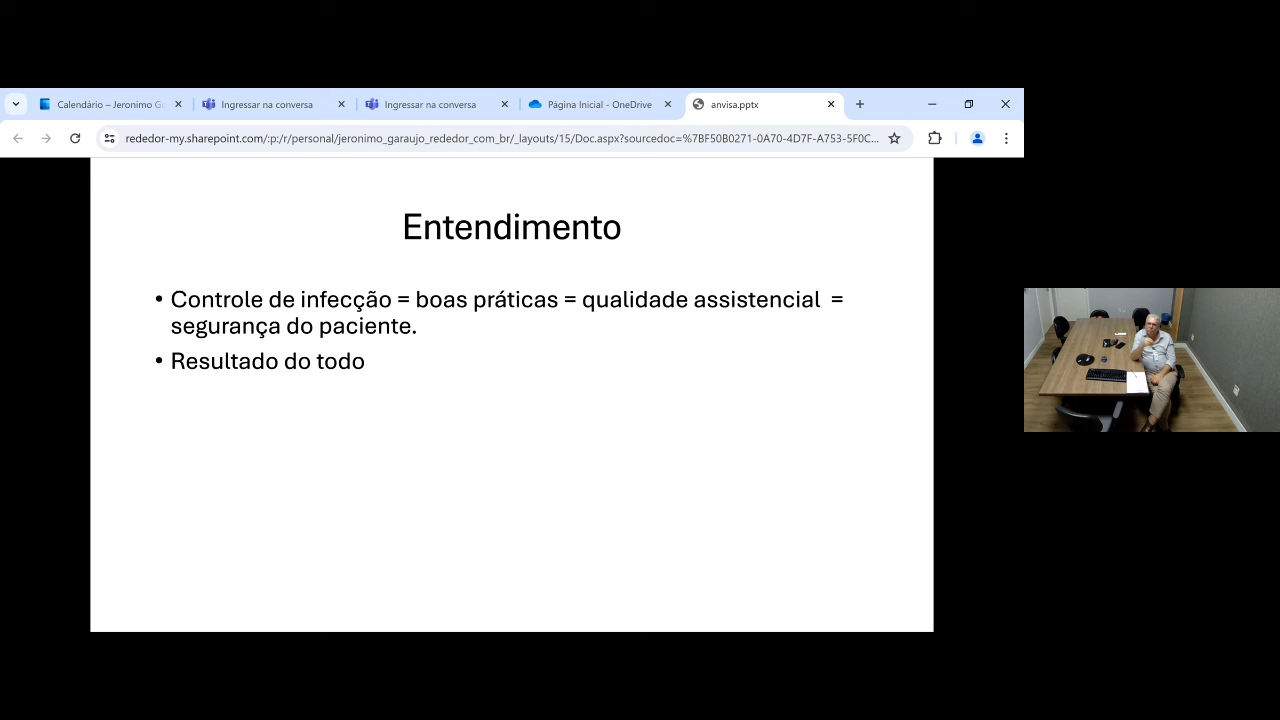 Calendário – Jeronimo G
Ingressar na conversa
Ingressar na conversa
Página Inicial - OneDrive
anvisa.pptx
rededor-my.sharepoint.com/:p:/r/personal/jeronimo_garaujo_rededor_com_br/_layouts/15/Doc.aspx?sourcedoc=%7BF50B0271-0A70-4D7F-A753-5F0C...
Entendimento
• Controle de infecção = boas práticas = qualidade assistencial =
segurança do paciente.
• Resultado do todo